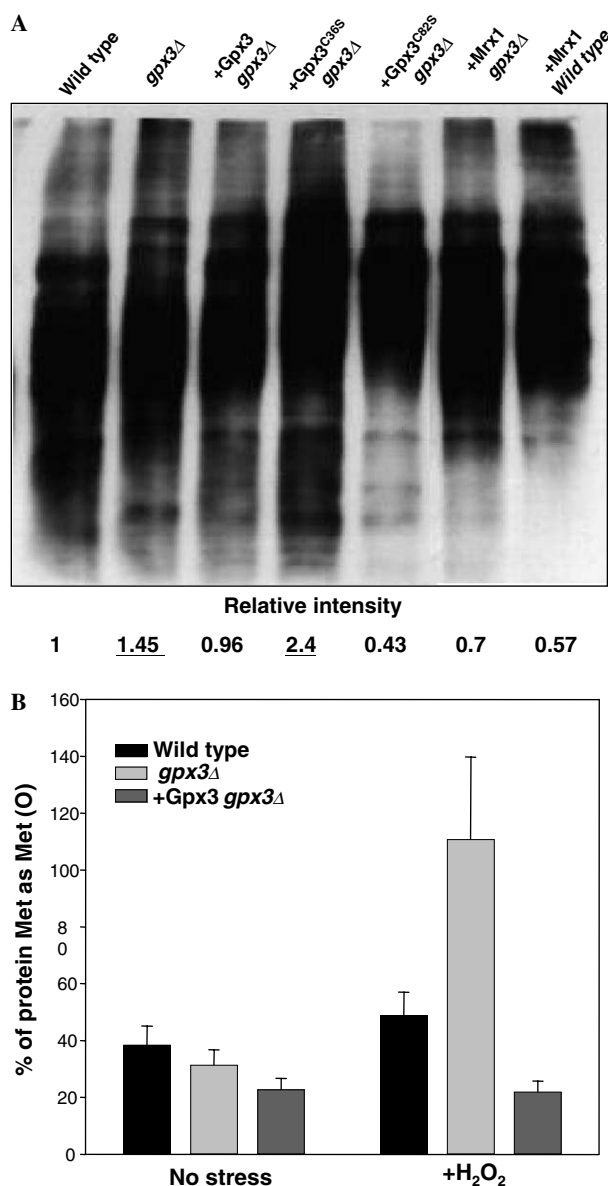 A
Wild type
gpx3Δ
+Gpx3 gpx3Δ
+Gpx3C36S gpx3Δ
+Gpx3C82S gpx3Δ
+Mrx1 gpx3Δ
+Mrx1 Wild type
Relative intensity
1 1.45 0.96 2.4 0.43 0.7 0.57
B
160
140
120
100
8
0
60
40
20
0
% of protein Met as Met (O)
Wild type
gpx3Δ
+Gpx3 gpx3Δ
No stress
+H2O2